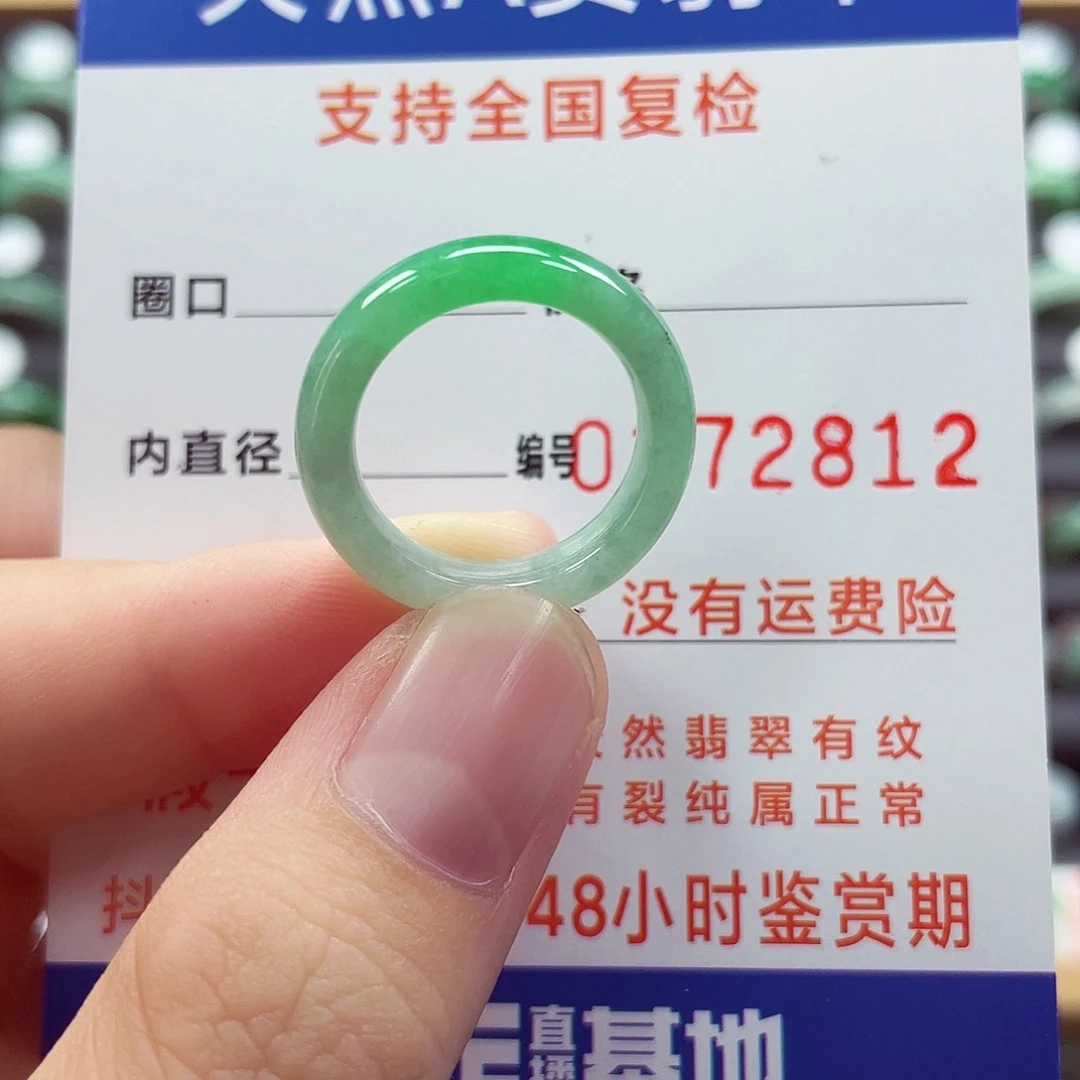 支持全国复检
圈口
内直径 编号 0 72812
没有运费险
然翡翠有纹
有裂纯属正常
抖 48小时鉴赏期
直播基地